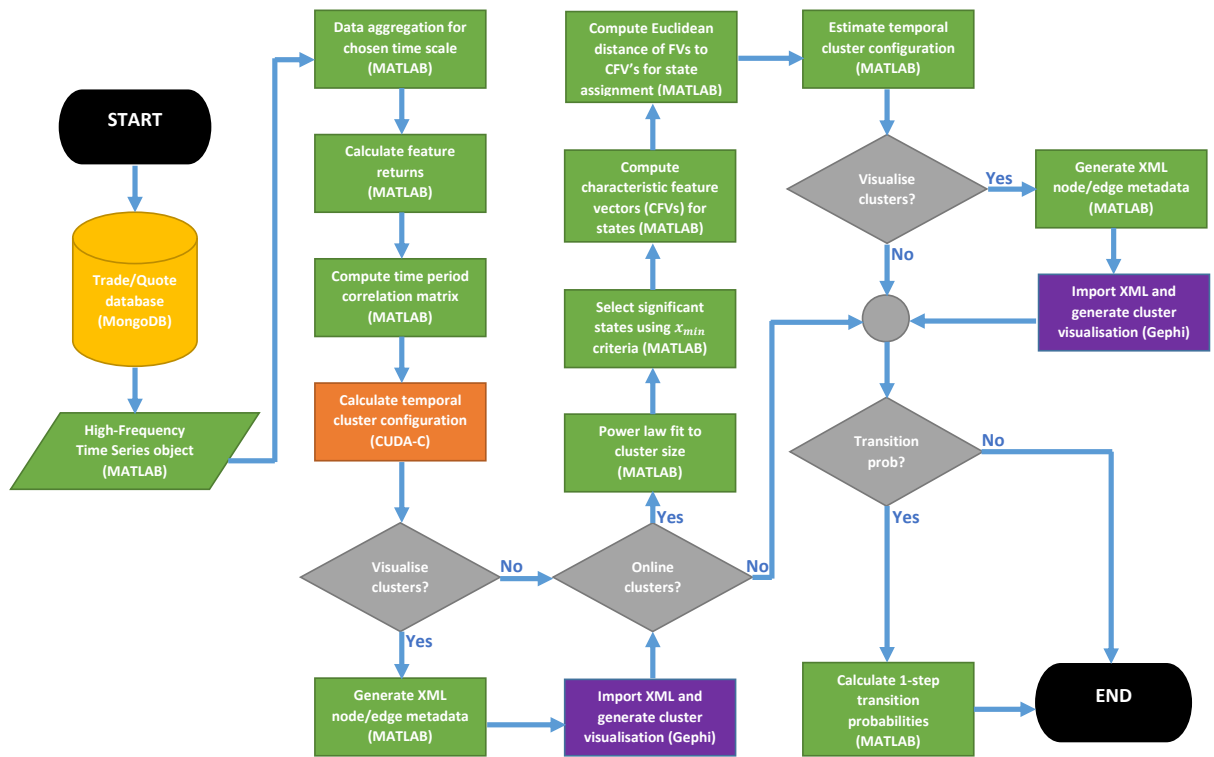 START
Trade/Quote
database
(MongoDB)
High-Frequency
Time Series object
(MATLAB)
Data aggregation for
chosen time scale
(MATLAB)
Calculate feature
returns
(MATLAB)
Compute time period
correlation matrix
(MATLAB)
Calculate temporal
cluster configuration
(CUDA-C)
Visualise
clusters?
No
Yes
Generate XML
node/edge metadata
(MATLAB)
Import XML and
generate cluster
visualisation (Gephi)
Online
clusters?
No
Yes
Power law fit to
cluster size
(MATLAB)
Select significant
states using x_{min}
criteria (MATLAB)
Compute
characteristic feature
vectors (CFVs) for
states (MATLAB)
Compute Euclidean
distance of FVs to
CFV's for state
assignment (MATLAB)
Estimate temporal
cluster configuration
(MATLAB)
Visualise
clusters?
Yes
No
Generate XML
node/edge metadata
(MATLAB)
Import XML and
generate cluster
visualisation (Gephi)
Transition
prob?
No
Yes
Calculate 1-step
transition
probabilities
(MATLAB)
END